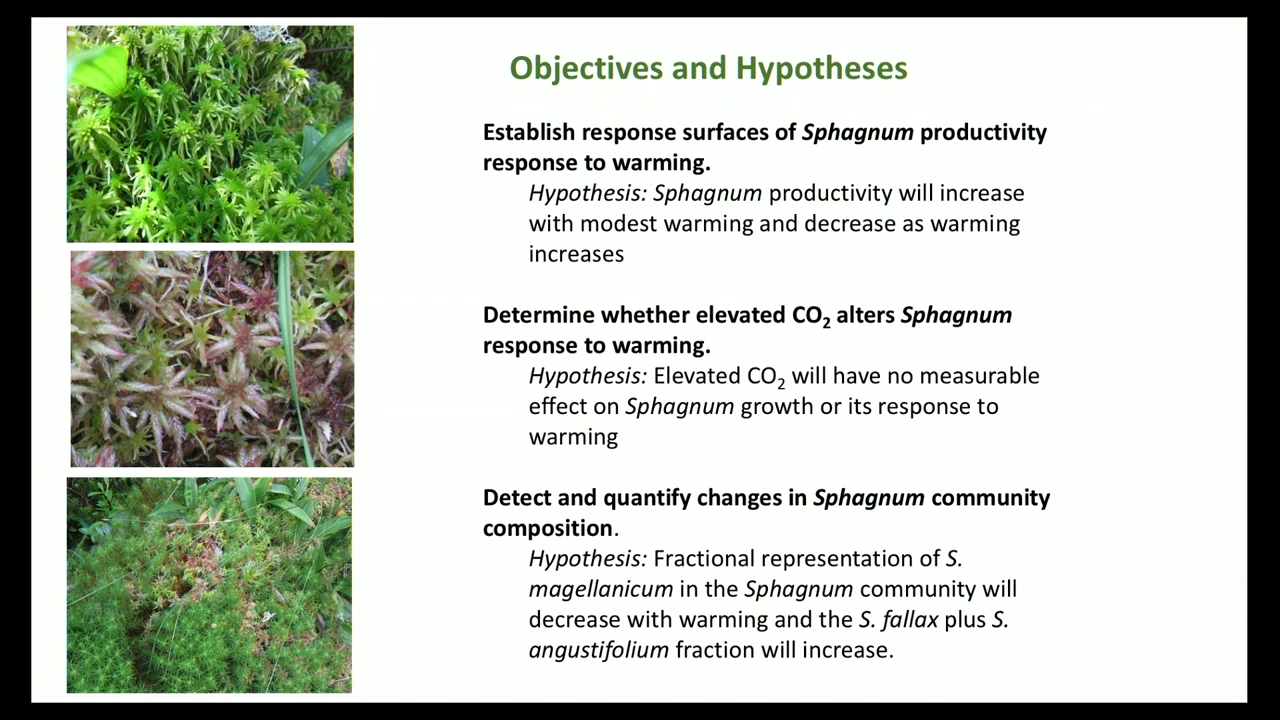 Objectives and Hypotheses
Establish response surfaces of Sphagnum productivity
response to warming.
Hypothesis: Sphagnum productivity will increase
with modest warming and decrease as warming
increases
Determine whether elevated CO₂ alters Sphagnum
response to warming.
Hypothesis: Elevated CO₂ will have no measurable
effect on Sphagnum growth or its response to
warming
Detect and quantify changes in Sphagnum community
composition.
Hypothesis: Fractional representation of S.
magellanicum in the Sphagnum community will
decrease with warming and the S. fallax plus S.
angustifolium fraction will increase.